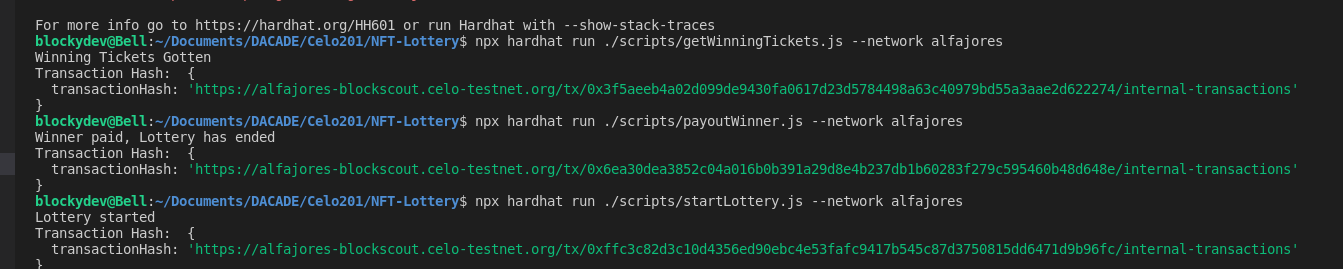 For more info go to https://hardhat.org/HH601 or run Hardhat with --show-stack-traces
blockydev@Bell:~/Documents/DACADE/Celo201/NFT-Lottery$ npx hardhat run ./scripts/getWinningTickets.js --network alfajores
Winning Tickets Gotten
Transaction Hash:  {
  transactionHash: 'https://alfajores-blockscout.celo-testnet.org/tx/0x3f5aeeb4a02d099de9430fa0617d23d5784498a63c40979bd55a3aae2d622274/internal-transactions'
}
blockydev@Bell:~/Documents/DACADE/Celo201/NFT-Lottery$ npx hardhat run ./scripts/payoutWinner.js --network alfajores
Winner paid, Lottery has ended
Transaction Hash:  {
  transactionHash: 'https://alfajores-blockscout.celo-testnet.org/tx/0x6ea30dea3852c04a016b0b391a29d8e4b237db1b60283f279c595460b48d648e/internal-transactions'
}
blockydev@Bell:~/Documents/DACADE/Celo201/NFT-Lottery$ npx hardhat run ./scripts/startLottery.js --network alfajores
Lottery started
Transaction Hash:  {
  transactionHash: 'https://alfajores-blockscout.celo-testnet.org/tx/0xffc3c82d3c10d4356ed90ebc4e53fafc9417b545c87d3750815dd6471d9b96fc/internal-transactions'
}